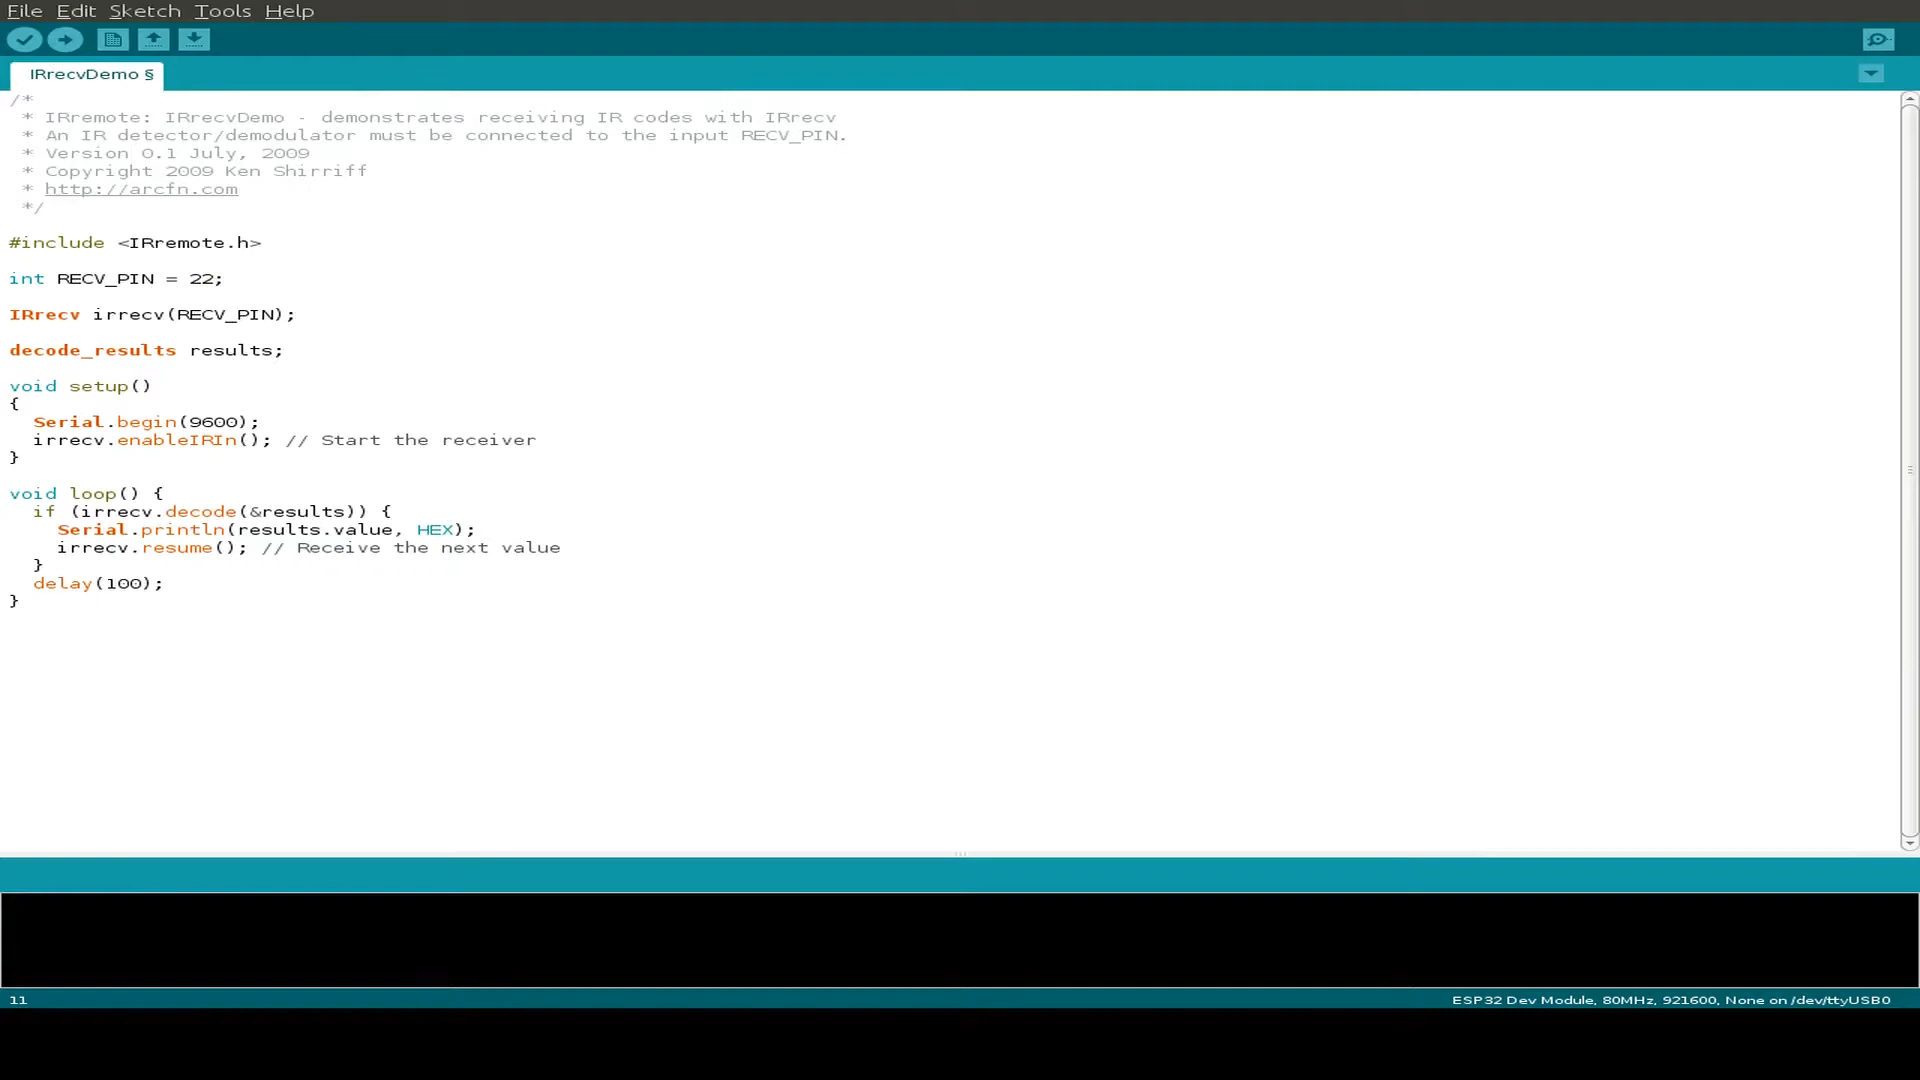 File Edit Sketch Tools Help
IRrecvDemo §
/*
 * IRremote: IRrecvDemo - demonstrates receiving IR codes with IRrecv
 * An IR detector/demodulator must be connected to the input RECV_PIN.
 * Version 0.1 July, 2009
 * Copyright 2009 Ken Shirriff
 * http://arcfn.com
 */
#include <IRremote.h>
int RECV_PIN = 22;
IRrecv irrecv(RECV_PIN);
decode_results results;
void setup()
{
  Serial.begin(9600);
  irrecv.enableIRIn(); // Start the receiver
}
void loop() {
  if (irrecv.decode(&results)) {
    Serial.println(results.value, HEX);
    irrecv.resume(); // Receive the next value
  }
  delay(100);
}
11
ESP32 Dev Module, 80MHz, 921600, None on /dev/ttyUSB0